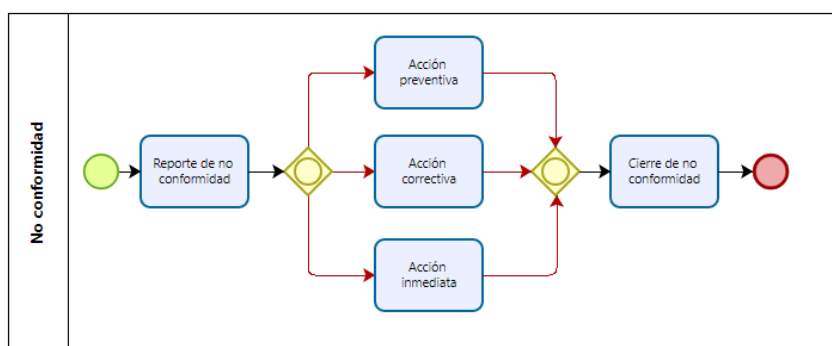 No conformidad
Reporte de no
conformidad
Acción
preventiva
Acción
correctiva
Acción
inmediata
Cierre de no
conformidad